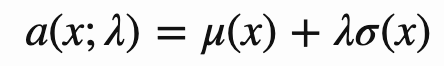 a(x; λ) = μ(x) + λσ(x)